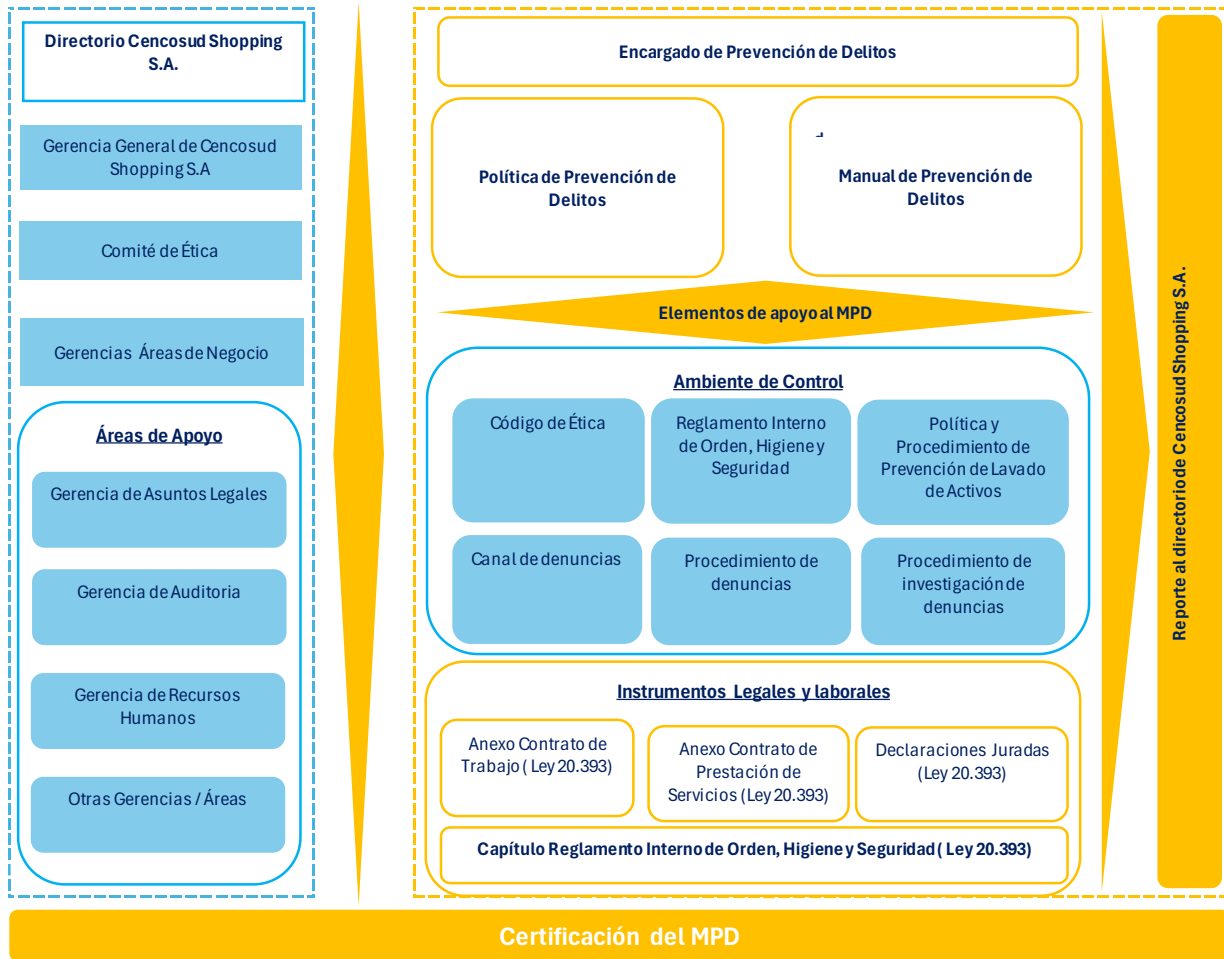 Directorio Cencosud Shopping
S.A.
Gerencia General de Cencosud
Shopping S.A
Comité de Ética
Gerencias Áreas de Negocio
Áreas de Apoyo
Gerencia de Asuntos Legales
Gerencia de Auditoria
Gerencia de Recursos
Humanos
Otras Gerencias / Áreas
Encargado de Prevención de Delitos
Política de Prevención de
Delitos
Manual de Prevención de
Delitos
Elementos de apoyo al MPD
Ambiente de Control
Código de Ética
Reglamento Interno
de Orden, Higiene y
Seguridad
Política y
Procedimiento de
Prevención de Lavado
de Activos
Canal de denuncias
Procedimiento de
denuncias
Procedimiento de
investigación de
denuncias
Instrumentos Legales y laborales
Anexo Contrato de
Trabajo ( Ley 20.393)
Anexo Contrato de
Prestación de
Servicios (Ley 20.393)
Declaraciones Juradas
(Ley 20.393)
Capítulo Reglamento Interno de Orden, Higiene y Seguridad ( Ley 20.393)
Reporte al directorio de Cencosud Shopping S.A.
Certificación del MPD